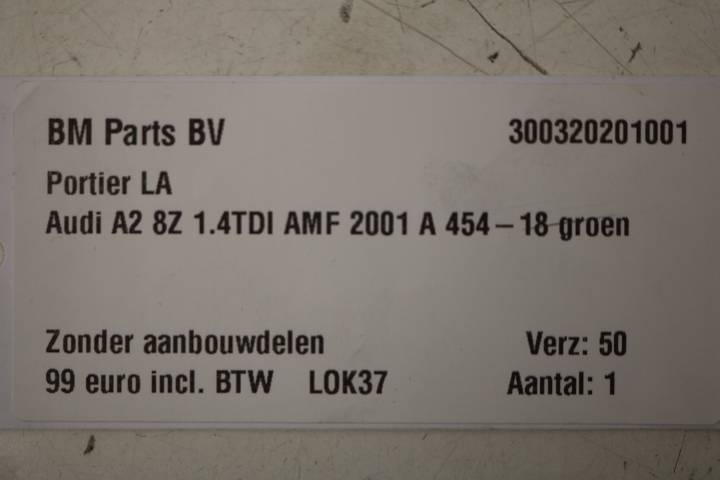 BM Parts BV 300320201001
Portier LA
Audi A2 8Z 1.4TDI AMF 2001 A 454-18 groen
Zonder aanbouwdelen Verz: 50
99 euro incl. BTW LOK37 Aantal: 1